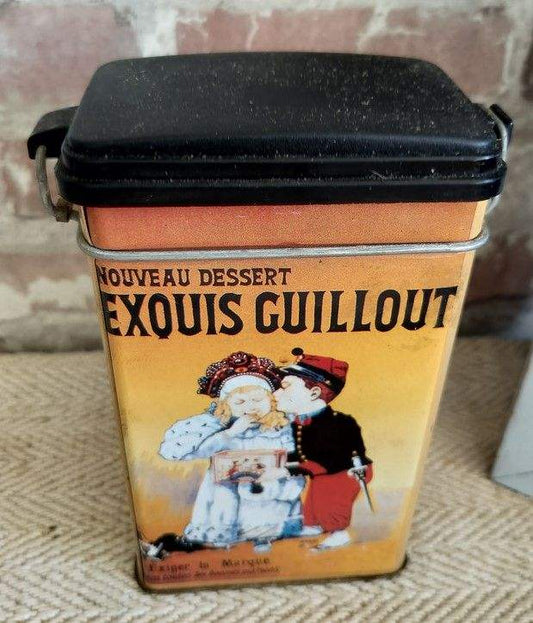 NOUVEAU DESSERT
EXQUIS GUILLOUT
Exiger la Marque